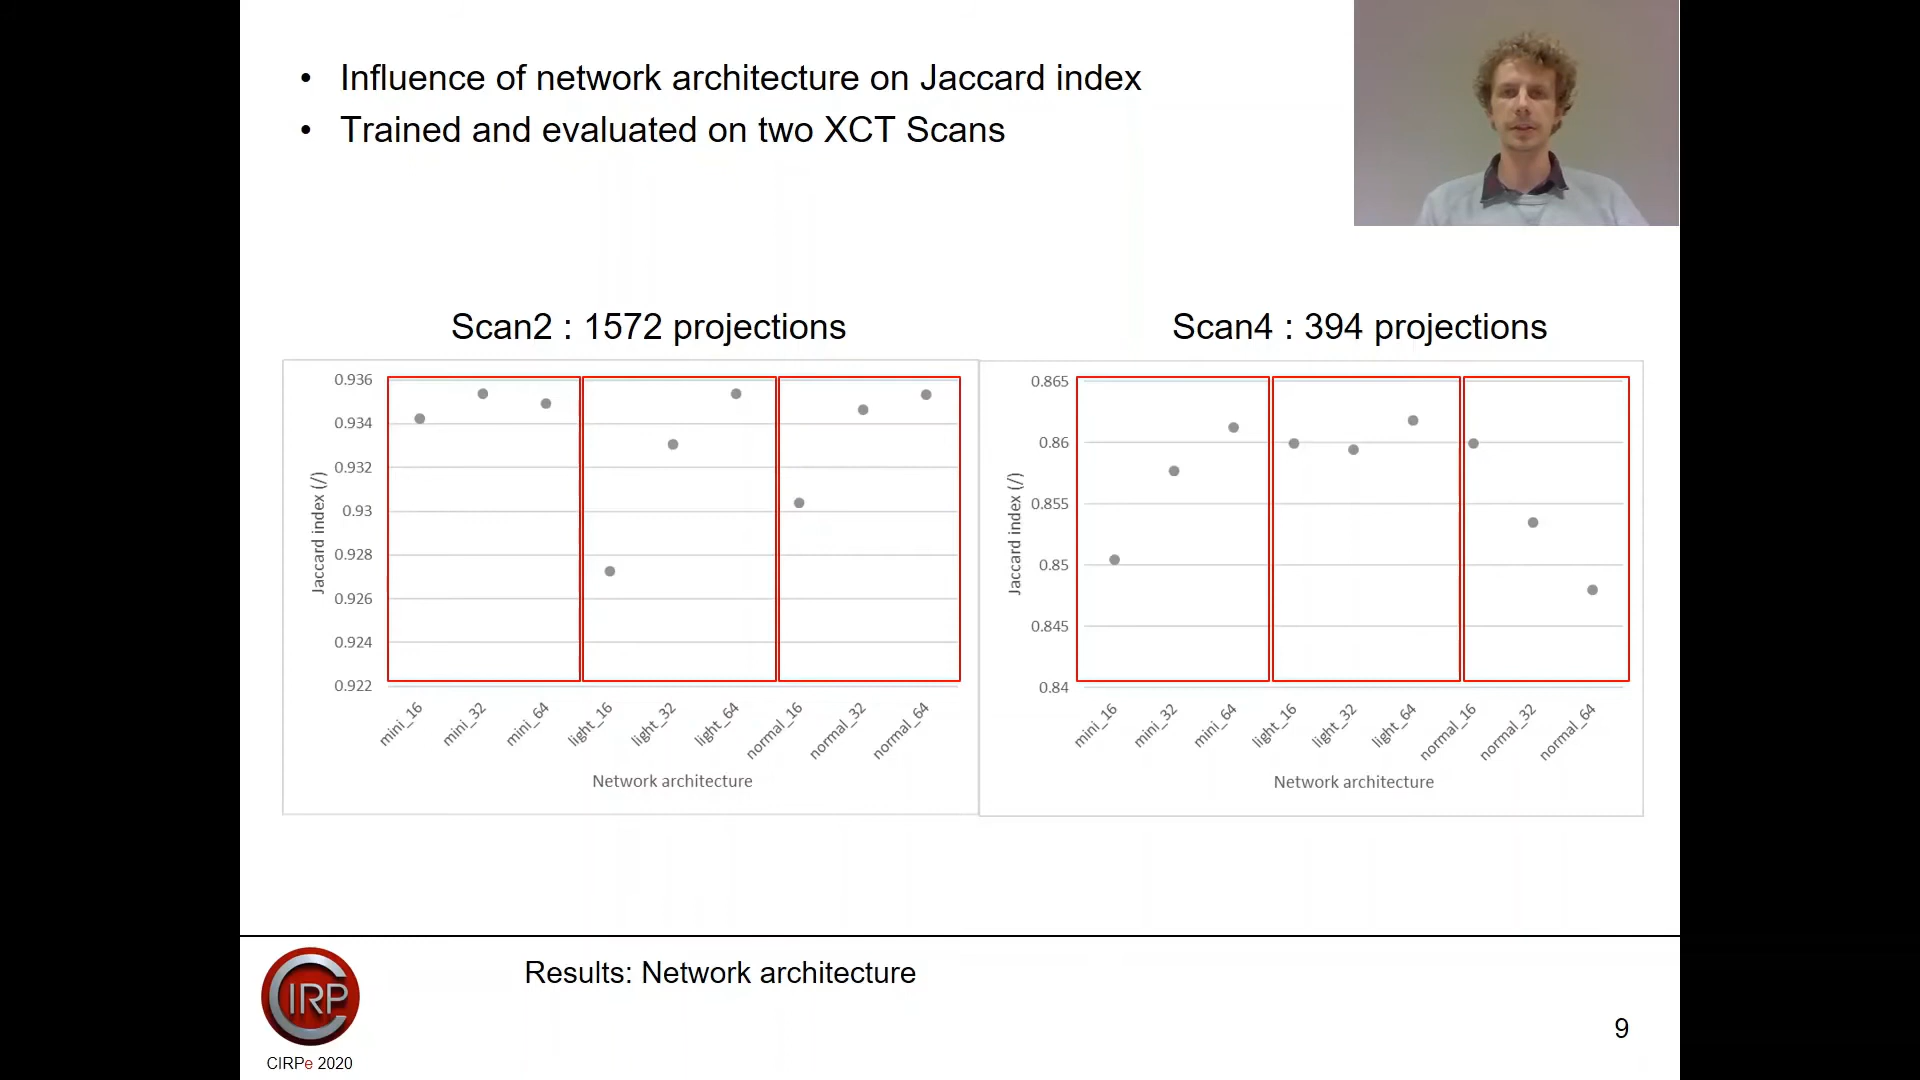 • Influence of network architecture on Jaccard index
• Trained and evaluated on two XCT Scans
Scan2 : 1572 projections
0.936
0.934
0.932
0.93
0.928
0.926
0.924
0.922
Jaccard index (/)
mini_16
mini_32
mini_64
light_16
light_32
light_64
normal_16
normal_32
normal_64
Network architecture
Scan4 : 394 projections
0.865
0.86
0.855
0.85
0.845
0.84
Jaccard index (/)
mini_16
mini_32
mini_64
light_16
light_32
light_64
normal_16
normal_32
normal_64
Network architecture
CIRP
CIRPe 2020
Results: Network architecture
9